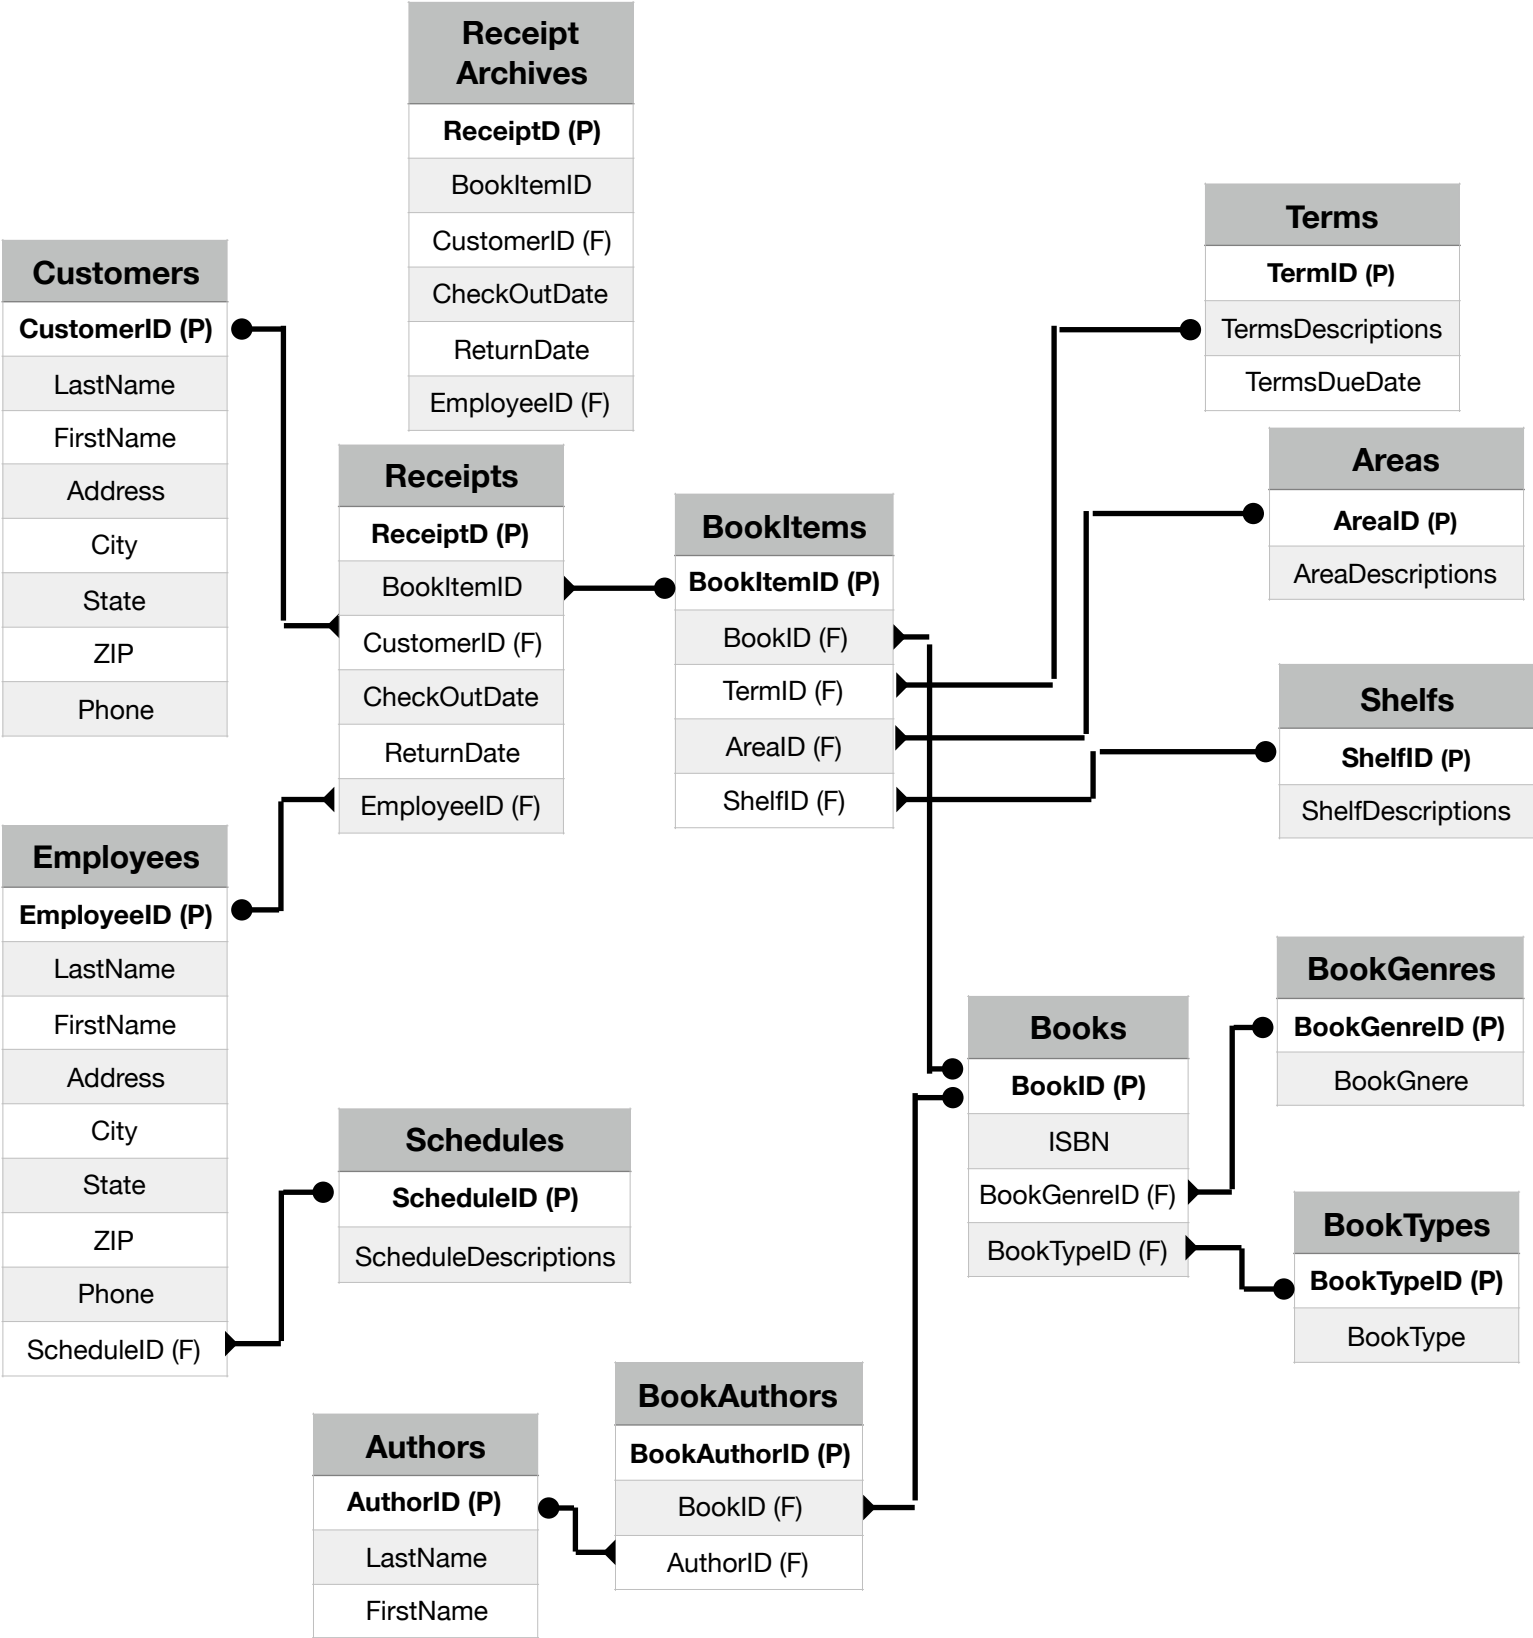 Receipt
Archives
ReceiptD (P)
BookItemID
CustomerID (F)
CheckOutDate
ReturnDate
EmployeeID (F)
Customers
CustomerID (P)
LastName
FirstName
Address
City
State
ZIP
Phone
Receipts
ReceiptD (P)
BookItemID
CustomerID (F)
CheckOutDate
ReturnDate
EmployeeID (F)
BookItems
BookItemID (P)
BookID (F)
TermID (F)
AreaID (F)
ShelfID (F)
Terms
TermID (P)
TermsDescriptions
TermsDueDate
Areas
AreaID (P)
AreaDescriptions
Shelfs
ShelfID (P)
ShelfDescriptions
Employees
EmployeeID (P)
LastName
FirstName
Address
City
State
ZIP
Phone
ScheduleID (F)
Schedules
ScheduleID (P)
ScheduleDescriptions
Books
BookID (P)
ISBN
BookGenreID (F)
BookTypeID (F)
BookGenres
BookGenreID (P)
BookGnere
BookTypes
BookTypeID (P)
BookType
BookAuthors
BookAuthorID (P)
BookID (F)
AuthorID (F)
Authors
AuthorID (P)
LastName
FirstName